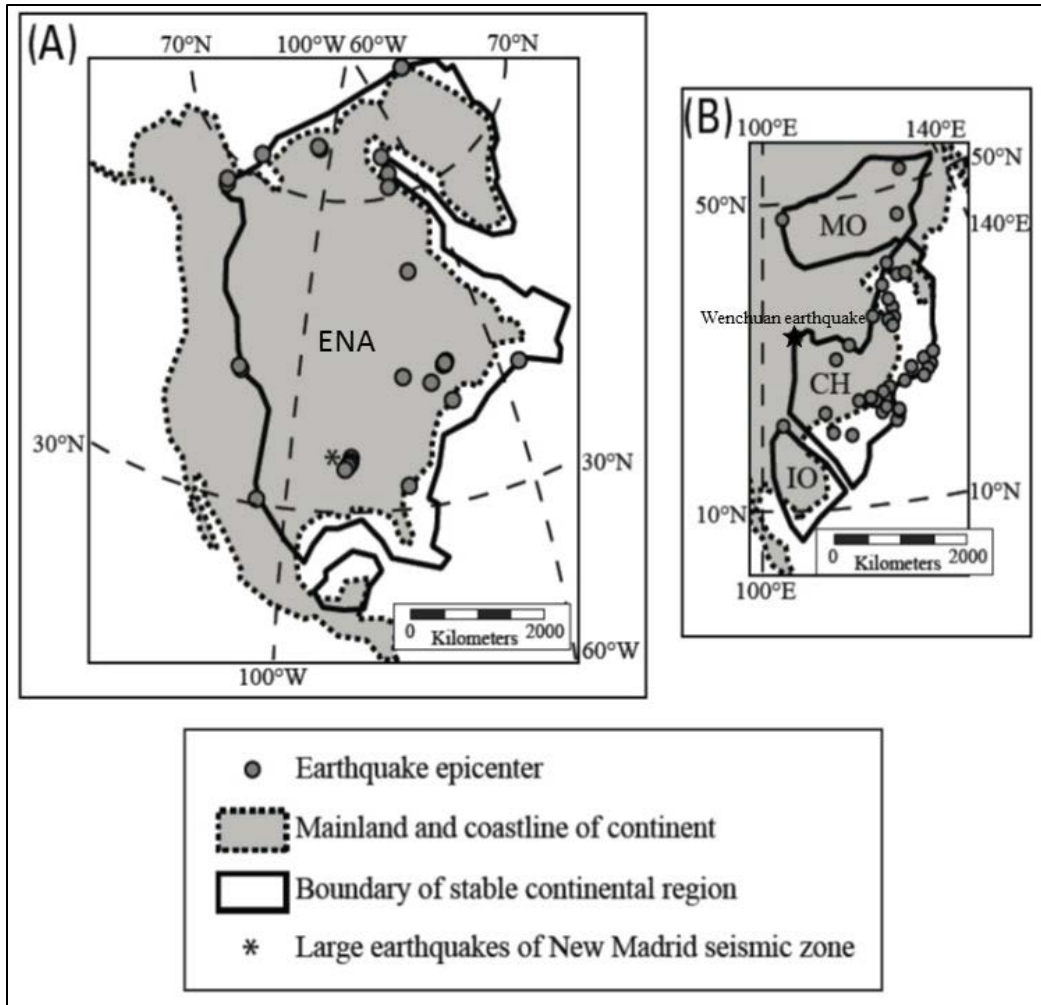 (A)
70°N
100°W
60°W
70°N
ENA
30°N
30°N
0
2000
Kilometers
60°W
100°W
(B)
100°E
140°E
50°N
50°N
140°E
MO
Wenchuan earthquake
CH
IO
10°N
10°N
0
2000
Kilometers
100°E
Earthquake epicenter
Mainland and coastline of continent
Boundary of stable continental region
* Large earthquakes of New Madrid seismic zone